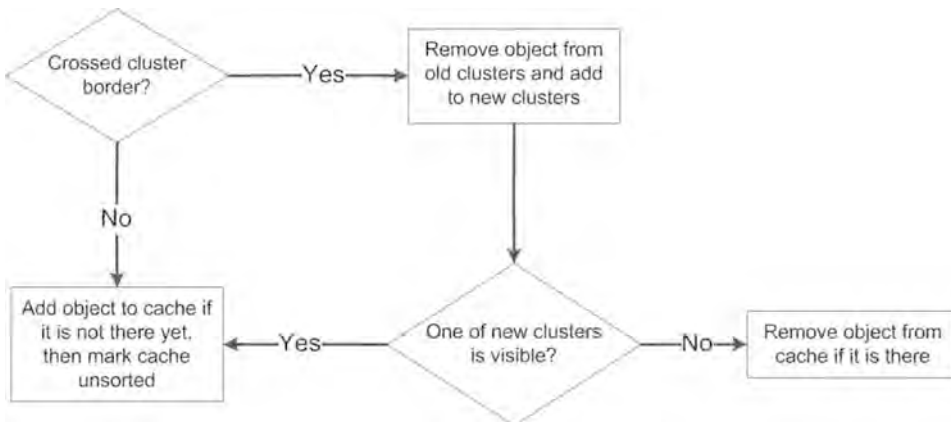 Crossed cluster
border?
Yes
Remove object from
old clusters and add
to new clusters
No
Add object to cache if
it is not there yet,
then mark cache
unsorted
Yes
One of new clusters
is visible?
No
Remove object from
cache if it is there